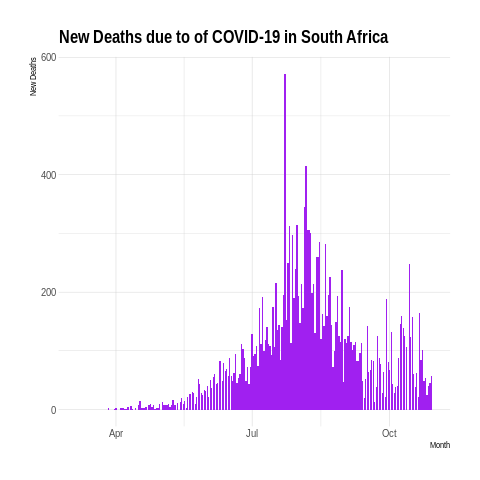 New Deaths due to of COVID-19 in South Africa
New Deaths
600
400
200
0
Apr
Jul
Oct
Month